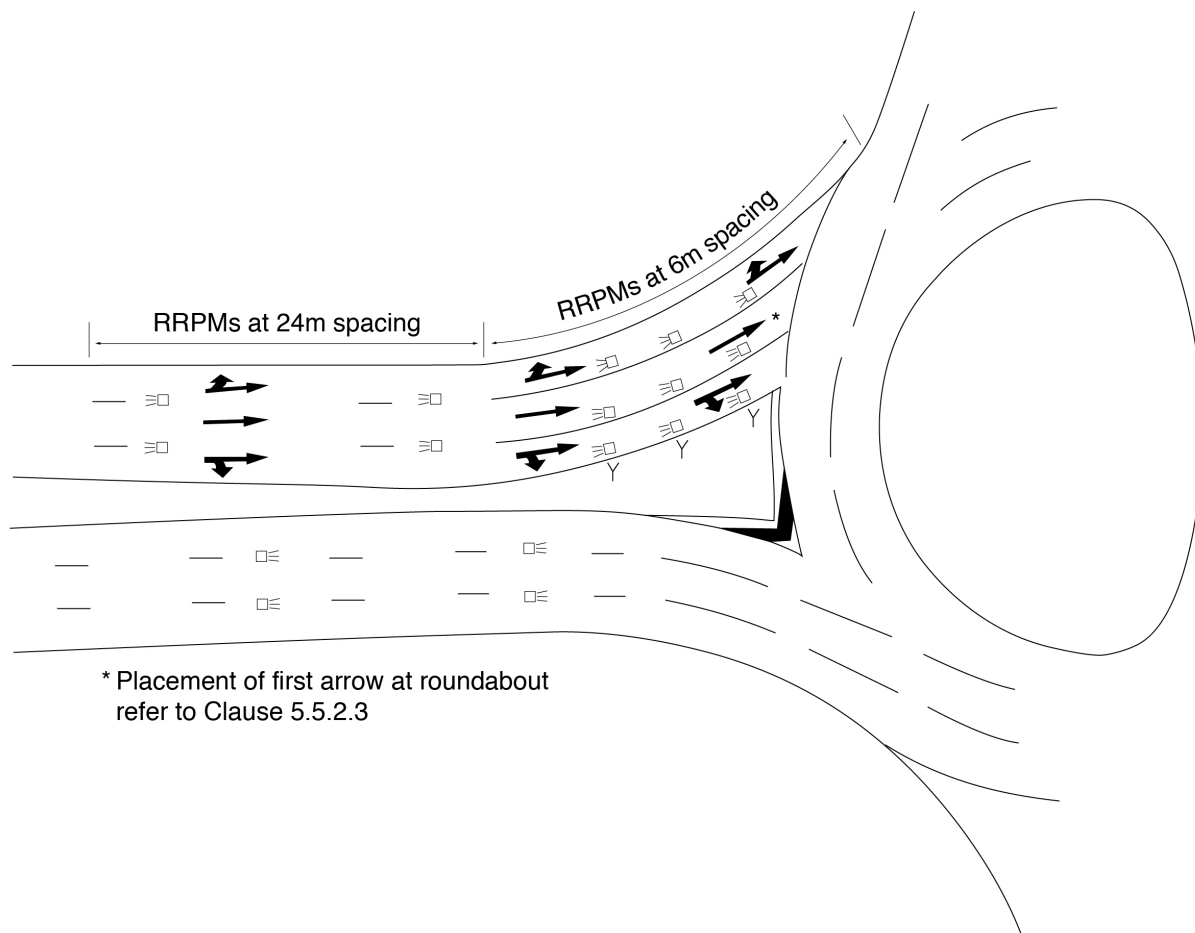 RRPMs at 6m spacing
RRPMs at 24m spacing
*
* Placement of first arrow at roundabout
refer to Clause 5.5.2.3